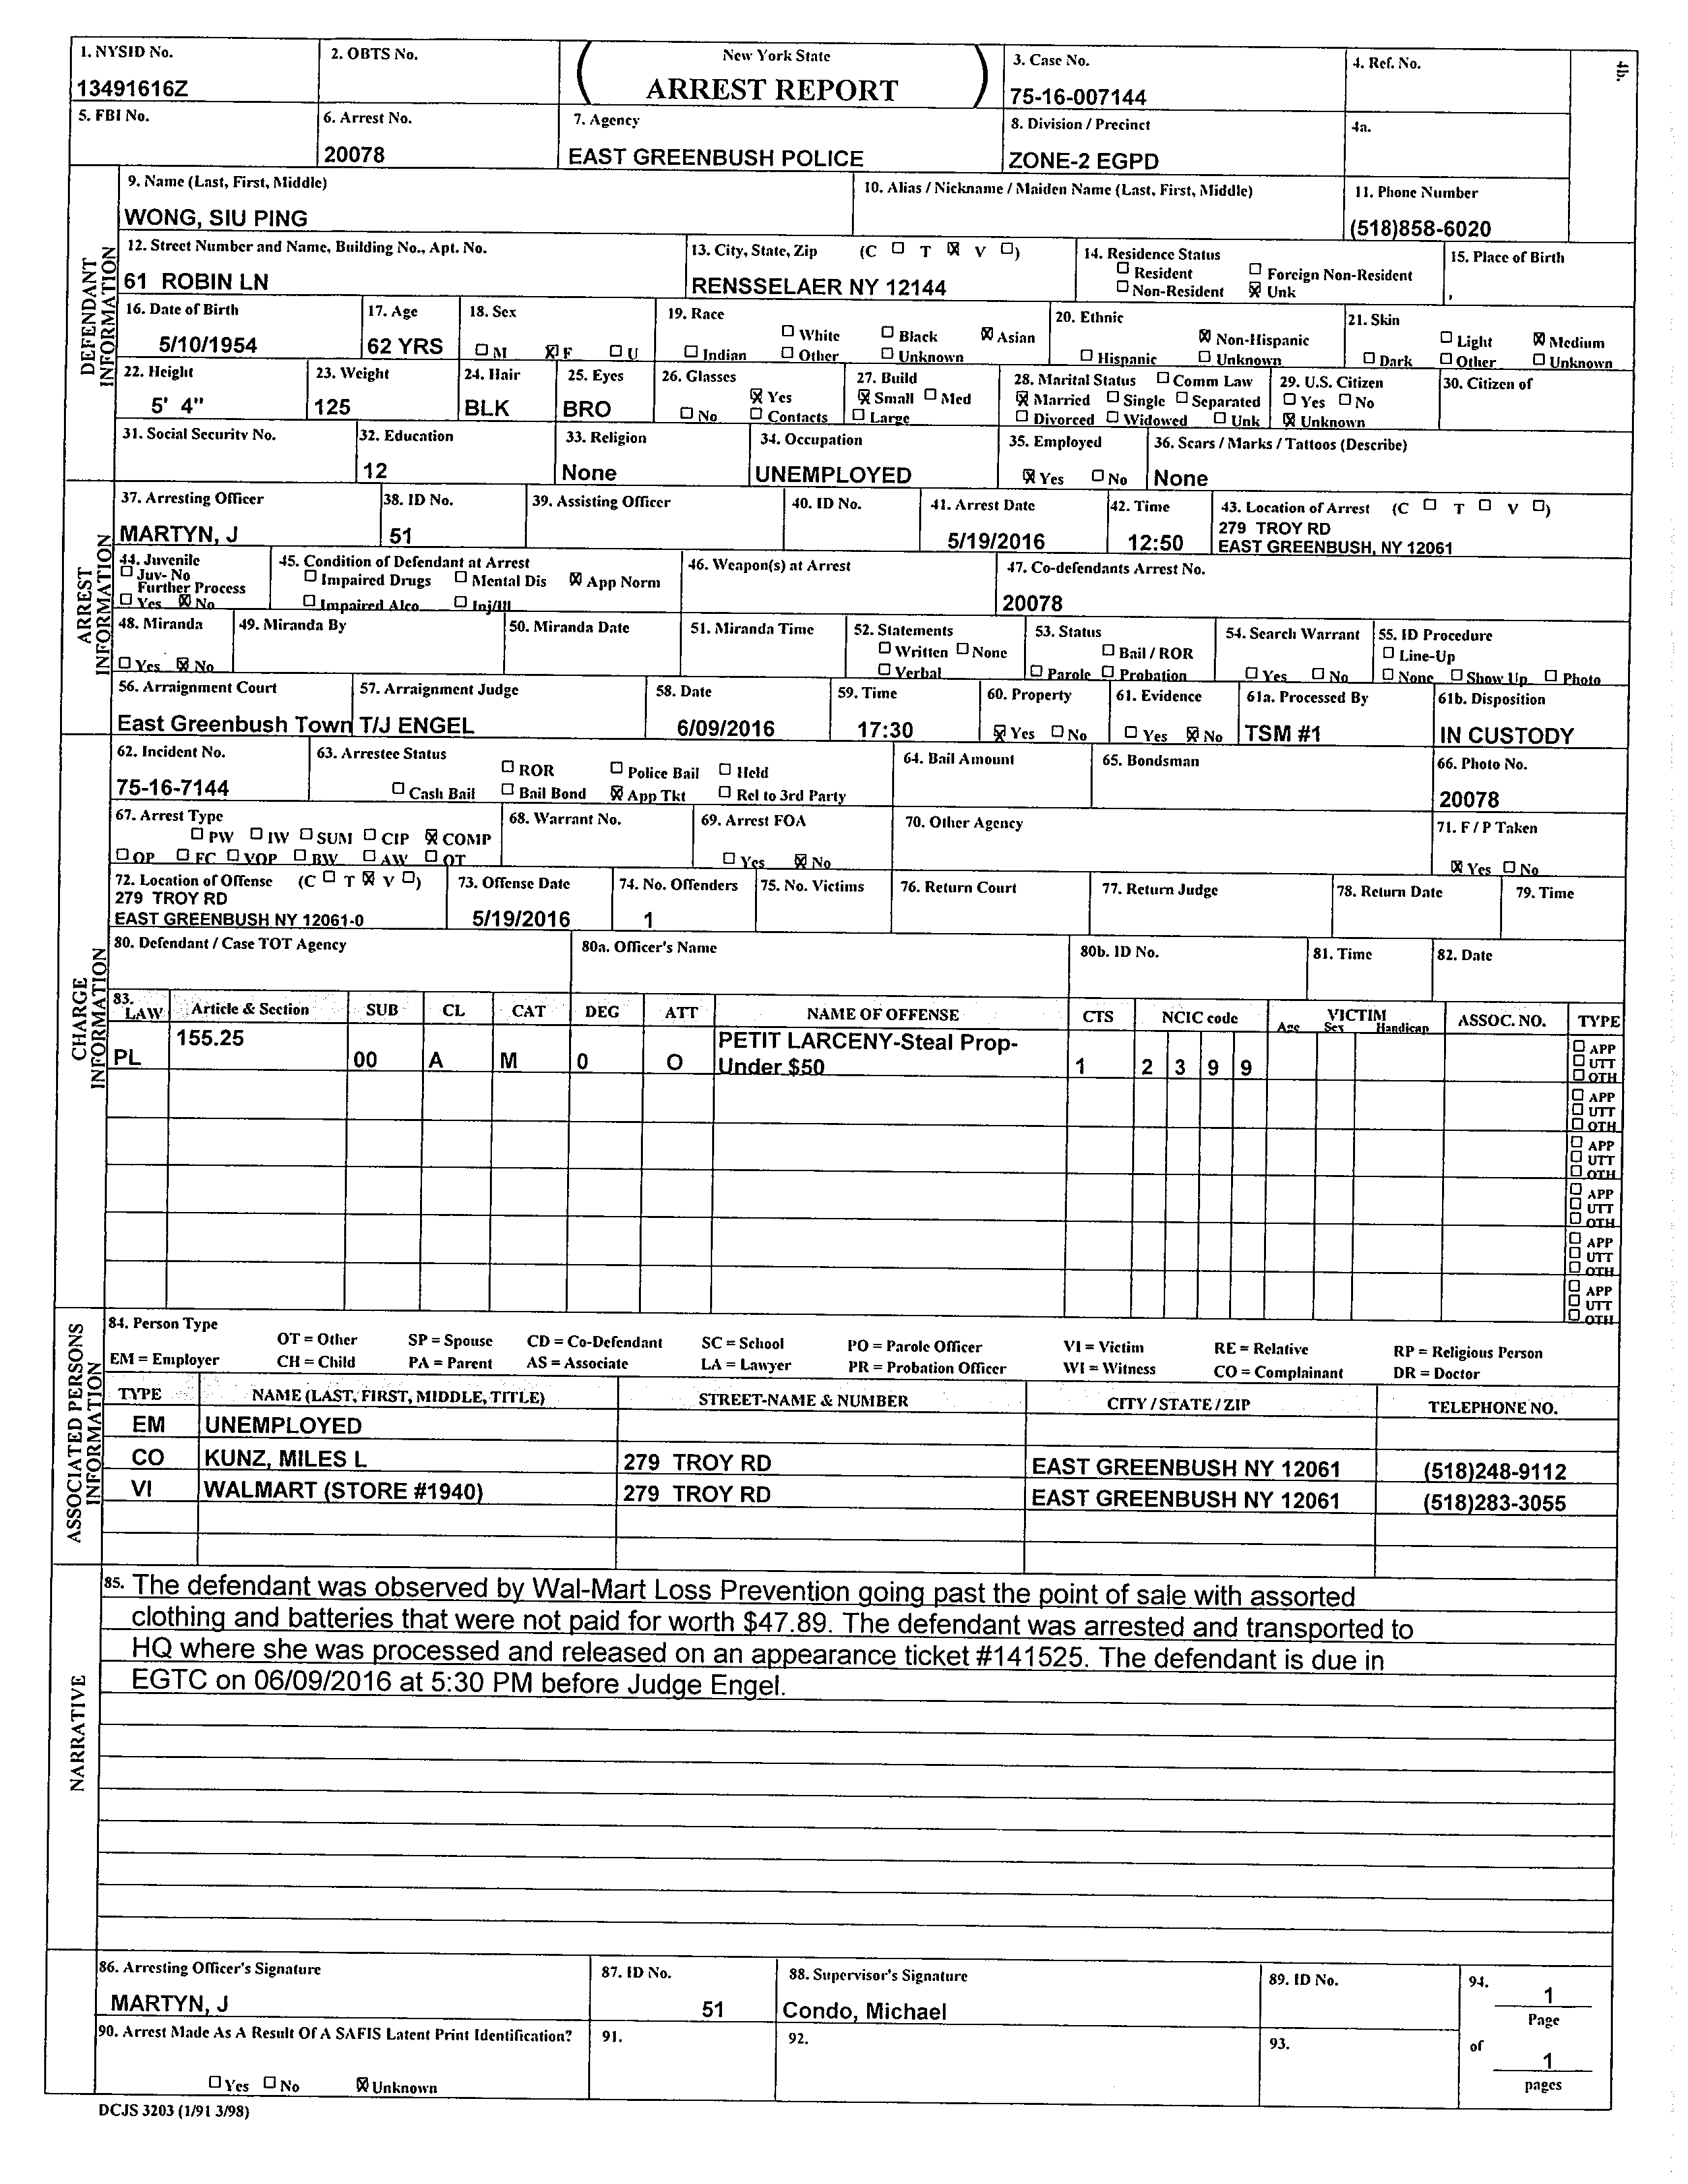 1. NYSID No.
13491616Z
2. OBTS No.
New York State
ARREST REPORT
3. Case No.
75-16-007144
4. Ref. No.
4b.
5. FBI No.
6. Arrest No.
20078
7. Agency
EAST GREENBUSH POLICE
8. Division / Precinct
ZONE-2 EGPD
4a.
DEFENDANT INFORMATION
9. Name (Last, First, Middle)
WONG, SIU PING
10. Alias / Nickname / Maiden Name (Last, First, Middle)
11. Phone Number
(518)858-6020
12. Street Number and Name, Building No., Apt. No.
61 ROBIN LN
13. City, State, Zip (C ☐ T ☒ V ☐)
RENSSELAER NY 12144
14. Residence Status
☐ Resident ☐ Foreign Non-Resident
☐ Non-Resident ☒ Unk
15. Place of Birth
,
16. Date of Birth
5/10/1954
17. Age
62 YRS
18. Sex
☐ M ☒ F ☐ U
19. Race
☐ White ☐ Black ☒ Asian
☐ Indian ☐ Other ☐ Unknown
20. Ethnic
☒ Non-Hispanic
☐ Hispanic ☐ Unknown
21. Skin
☐ Light ☒ Medium
☐ Dark ☐ Other ☐ Unknown
22. Height
5' 4"
23. Weight
125
24. Hair
BLK
25. Eyes
BRO
26. Glasses
☒ Yes
☐ No ☐ Contacts
27. Build
☒ Small ☐ Med
☐ Large
28. Marital Status ☐ Comm Law
☒ Married ☐ Single ☐ Separated
☐ Divorced ☐ Widowed ☐ Unk
29. U.S. Citizen
☐ Yes ☐ No
☒ Unknown
30. Citizen of
31. Social Security No.
32. Education
12
33. Religion
None
34. Occupation
UNEMPLOYED
35. Employed
☒ Yes ☐ No
36. Scars / Marks / Tattoos (Describe)
None
ARREST INFORMATION
37. Arresting Officer
MARTYN, J
38. ID No.
51
39. Assisting Officer
40. ID No.
41. Arrest Date
5/19/2016
42. Time
12:50
43. Location of Arrest (C ☐ T ☐ V ☐)
279 TROY RD
EAST GREENBUSH, NY 12061
44. Juvenile
☐ Juv- No
Further Process
☐ Yes ☒ No
45. Condition of Defendant at Arrest
☐ Impaired Drugs ☐ Mental Dis ☒ App Norm
☐ Impaired Alco ☐ Inj/Ill
46. Weapon(s) at Arrest
47. Co-defendants Arrest No.
20078
48. Miranda
☐ Yes ☒ No
49. Miranda By
50. Miranda Date
51. Miranda Time
52. Statements
☐ Written ☐ None
☐ Verbal
53. Status
☐ Bail / ROR
☐ Parole ☐ Probation
54. Search Warrant
☐ Yes ☐ No
55. ID Procedure
☐ Line-Up
☐ None ☐ Show Up ☐ Photo
56. Arraignment Court
East Greenbush Town
57. Arraignment Judge
T/J ENGEL
58. Date
6/09/2016
59. Time
17:30
60. Property
☒ Yes ☐ No
61. Evidence
☐ Yes ☒ No
61a. Processed By
TSM #1
61b. Disposition
IN CUSTODY
CHARGE INFORMATION
62. Incident No.
75-16-7144
63. Arrestee Status
☐ ROR ☐ Police Bail ☐ Held
☐ Cash Bail ☐ Bail Bond ☒ App Tkt ☐ Rel to 3rd Party
64. Bail Amount
65. Bondsman
66. Photo No.
20078
67. Arrest Type
☐ PW ☐ IW ☐ SUM ☐ CIP ☒ COMP
☐ OP ☐ FC ☐ VOP ☐ BW ☐ AW ☐ OT
68. Warrant No.
69. Arrest FOA
☐ Yes ☒ No
70. Other Agency
71. F / P Taken
☒ Yes ☐ No
72. Location of Offense (C ☐ T ☒ V ☐)
279 TROY RD
EAST GREENBUSH NY 12061-0
73. Offense Date
5/19/2016
74. No. Offenders
1
75. No. Victims
76. Return Court
77. Return Judge
78. Return Date
79. Time
80. Defendant / Case TOT Agency
80a. Officer's Name
80b. ID No.
81. Time
82. Date
83. LAW Article & Section SUB CL CAT DEG ATT NAME OF OFFENSE CTS NCIC code VICTIM Age Sex Handicap ASSOC. NO. TYPE
PL 155.25 00 A M 0 O PETIT LARCENY-Steal Prop-
Under $50 1 2 3 9 9
☐ APP
☐ UTT
☐ OTH
☐ APP
☐ UTT
☐ OTH
☐ APP
☐ UTT
☐ OTH
☐ APP
☐ UTT
☐ OTH
☐ APP
☐ UTT
☐ OTH
☐ APP
☐ UTT
☐ OTH
ASSOCIATED PERSONS INFORMATION
84. Person Type
OT = Other SP = Spouse CD = Co-Defendant SC = School PO = Parole Officer VI = Victim RE = Relative RP = Religious Person
EM = Employer CH = Child PA = Parent AS = Associate LA = Lawyer PR = Probation Officer WI = Witness CO = Complainant DR = Doctor
TYPE NAME (LAST, FIRST, MIDDLE, TITLE) STREET-NAME & NUMBER CITY / STATE / ZIP TELEPHONE NO.
EM UNEMPLOYED
CO KUNZ, MILES L 279 TROY RD EAST GREENBUSH NY 12061 (518)248-9112
VI WALMART (STORE #1940) 279 TROY RD EAST GREENBUSH NY 12061 (518)283-3055
NARRATIVE
85. The defendant was observed by Wal-Mart Loss Prevention going past the point of sale with assorted
clothing and batteries that were not paid for worth $47.89. The defendant was arrested and transported to
HQ where she was processed and released on an appearance ticket #141525. The defendant is due in
EGTC on 06/09/2016 at 5:30 PM before Judge Engel.
86. Arresting Officer's Signature
MARTYN, J
87. ID No.
51
88. Supervisor's Signature
Condo, Michael
89. ID No.
94.
1
Page
of
1
pages
90. Arrest Made As A Result Of A SAFIS Latent Print Identification?
☐ Yes ☐ No ☒ Unknown
91.
92.
93.
DCJS 3203 (1/91 3/98)